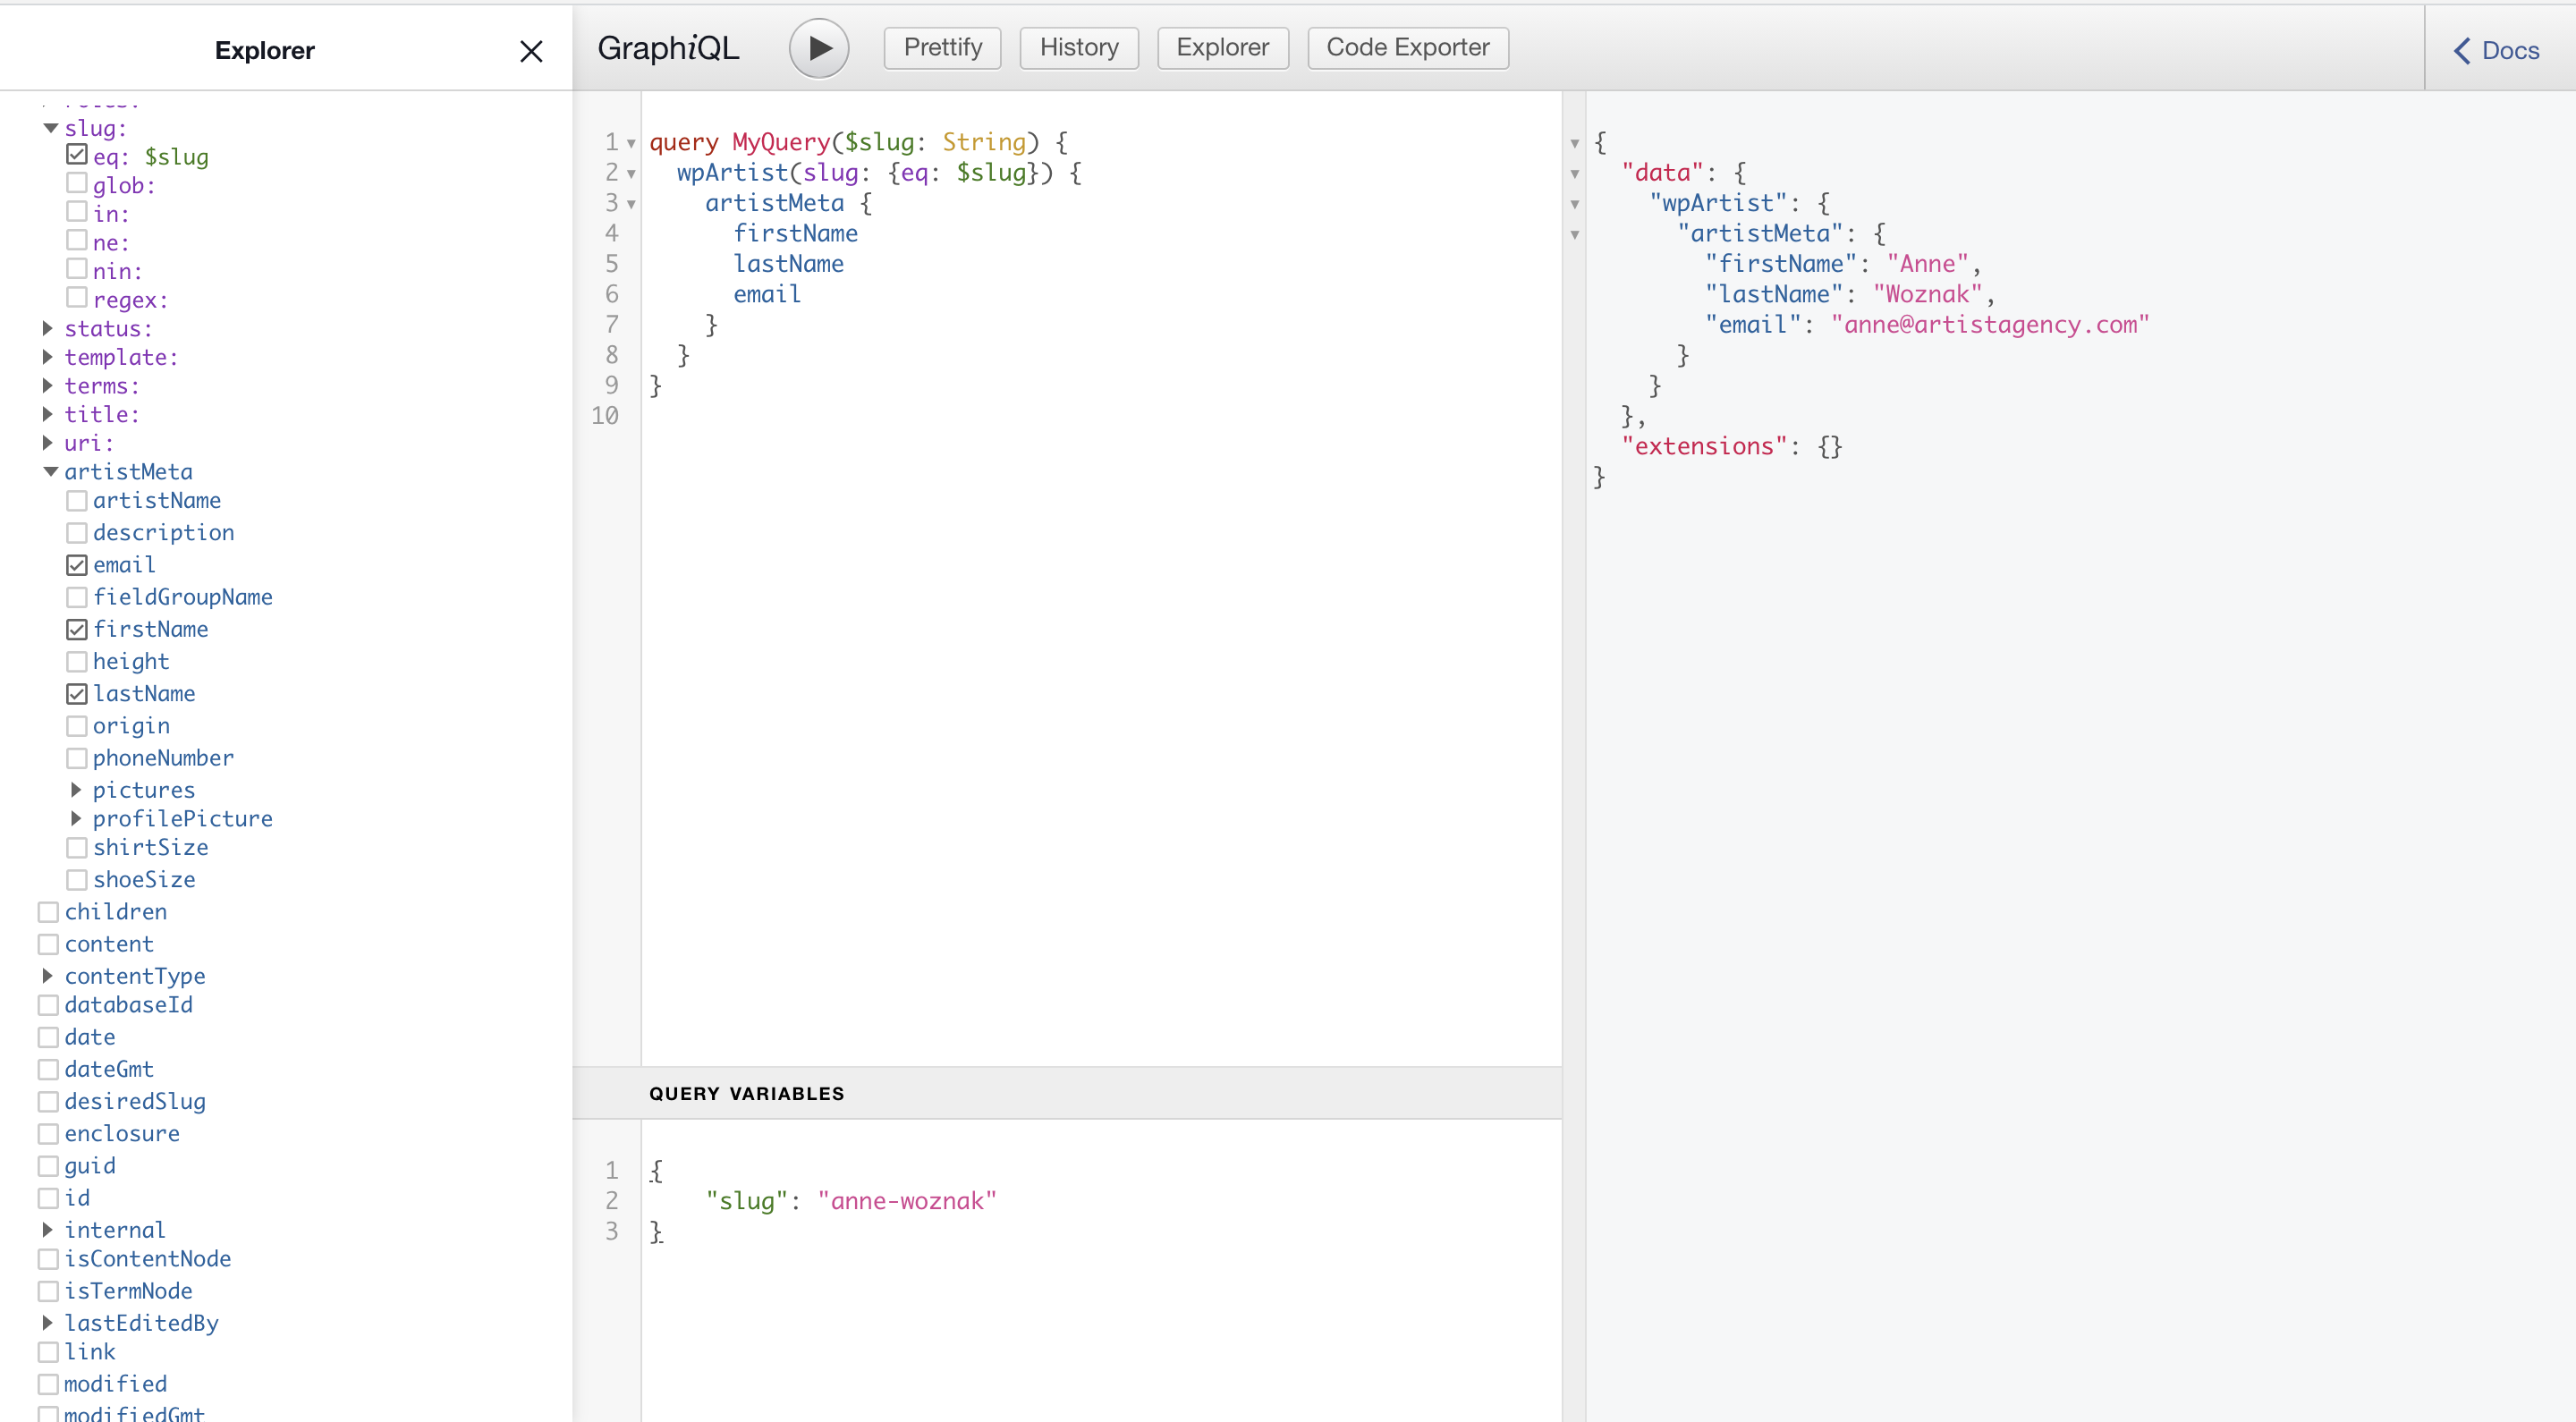 Explorer
slug:
eq: $slug
glob:
in:
ne:
nin:
regex:
status:
template:
terms:
title:
uri:
artistMeta
artistName
description
email
fieldGroupName
firstName
height
lastName
origin
phoneNumber
pictures
profilePicture
shirtSize
shoeSize
children
content
contentType
databaseId
date
dateGmt
desiredSlug
enclosure
guid
id
internal
isContentNode
isTermNode
lastEditedBy
link
modified
modifiedGmt
GraphiQL
Prettify
History
Explorer
Code Exporter
Docs
1 query MyQuery($slug: String) {
2 wpArtist(slug: {eq: $slug}) {
3 artistMeta {
4 firstName
5 lastName
6 email
7 }
8 }
9 }
10
QUERY VARIABLES
1 {
2 "slug": "anne-woznak"
3 }
{
"data": {
"wpArtist": {
"artistMeta": {
"firstName": "Anne",
"lastName": "Woznak",
"email": "anne@artistagency.com"
}
}
},
"extensions": {}
}